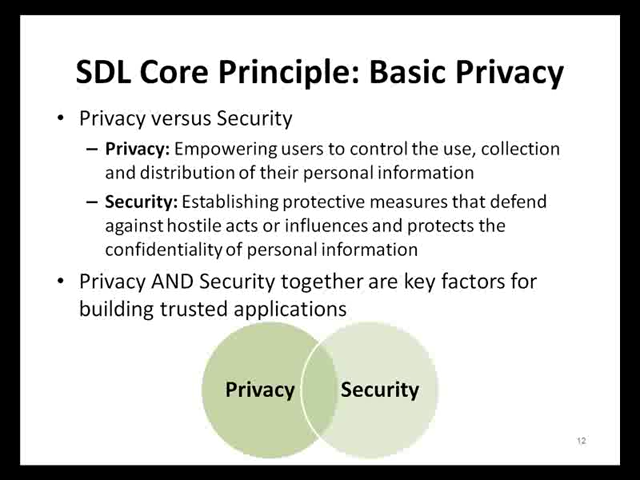 SDL Core Principle: Basic Privacy
• Privacy versus Security
– Privacy: Empowering users to control the use, collection
and distribution of their personal information
– Security: Establishing protective measures that defend
against hostile acts or influences and protects the
confidentiality of personal information
• Privacy AND Security together are key factors for
building trusted applications
Privacy Security
12